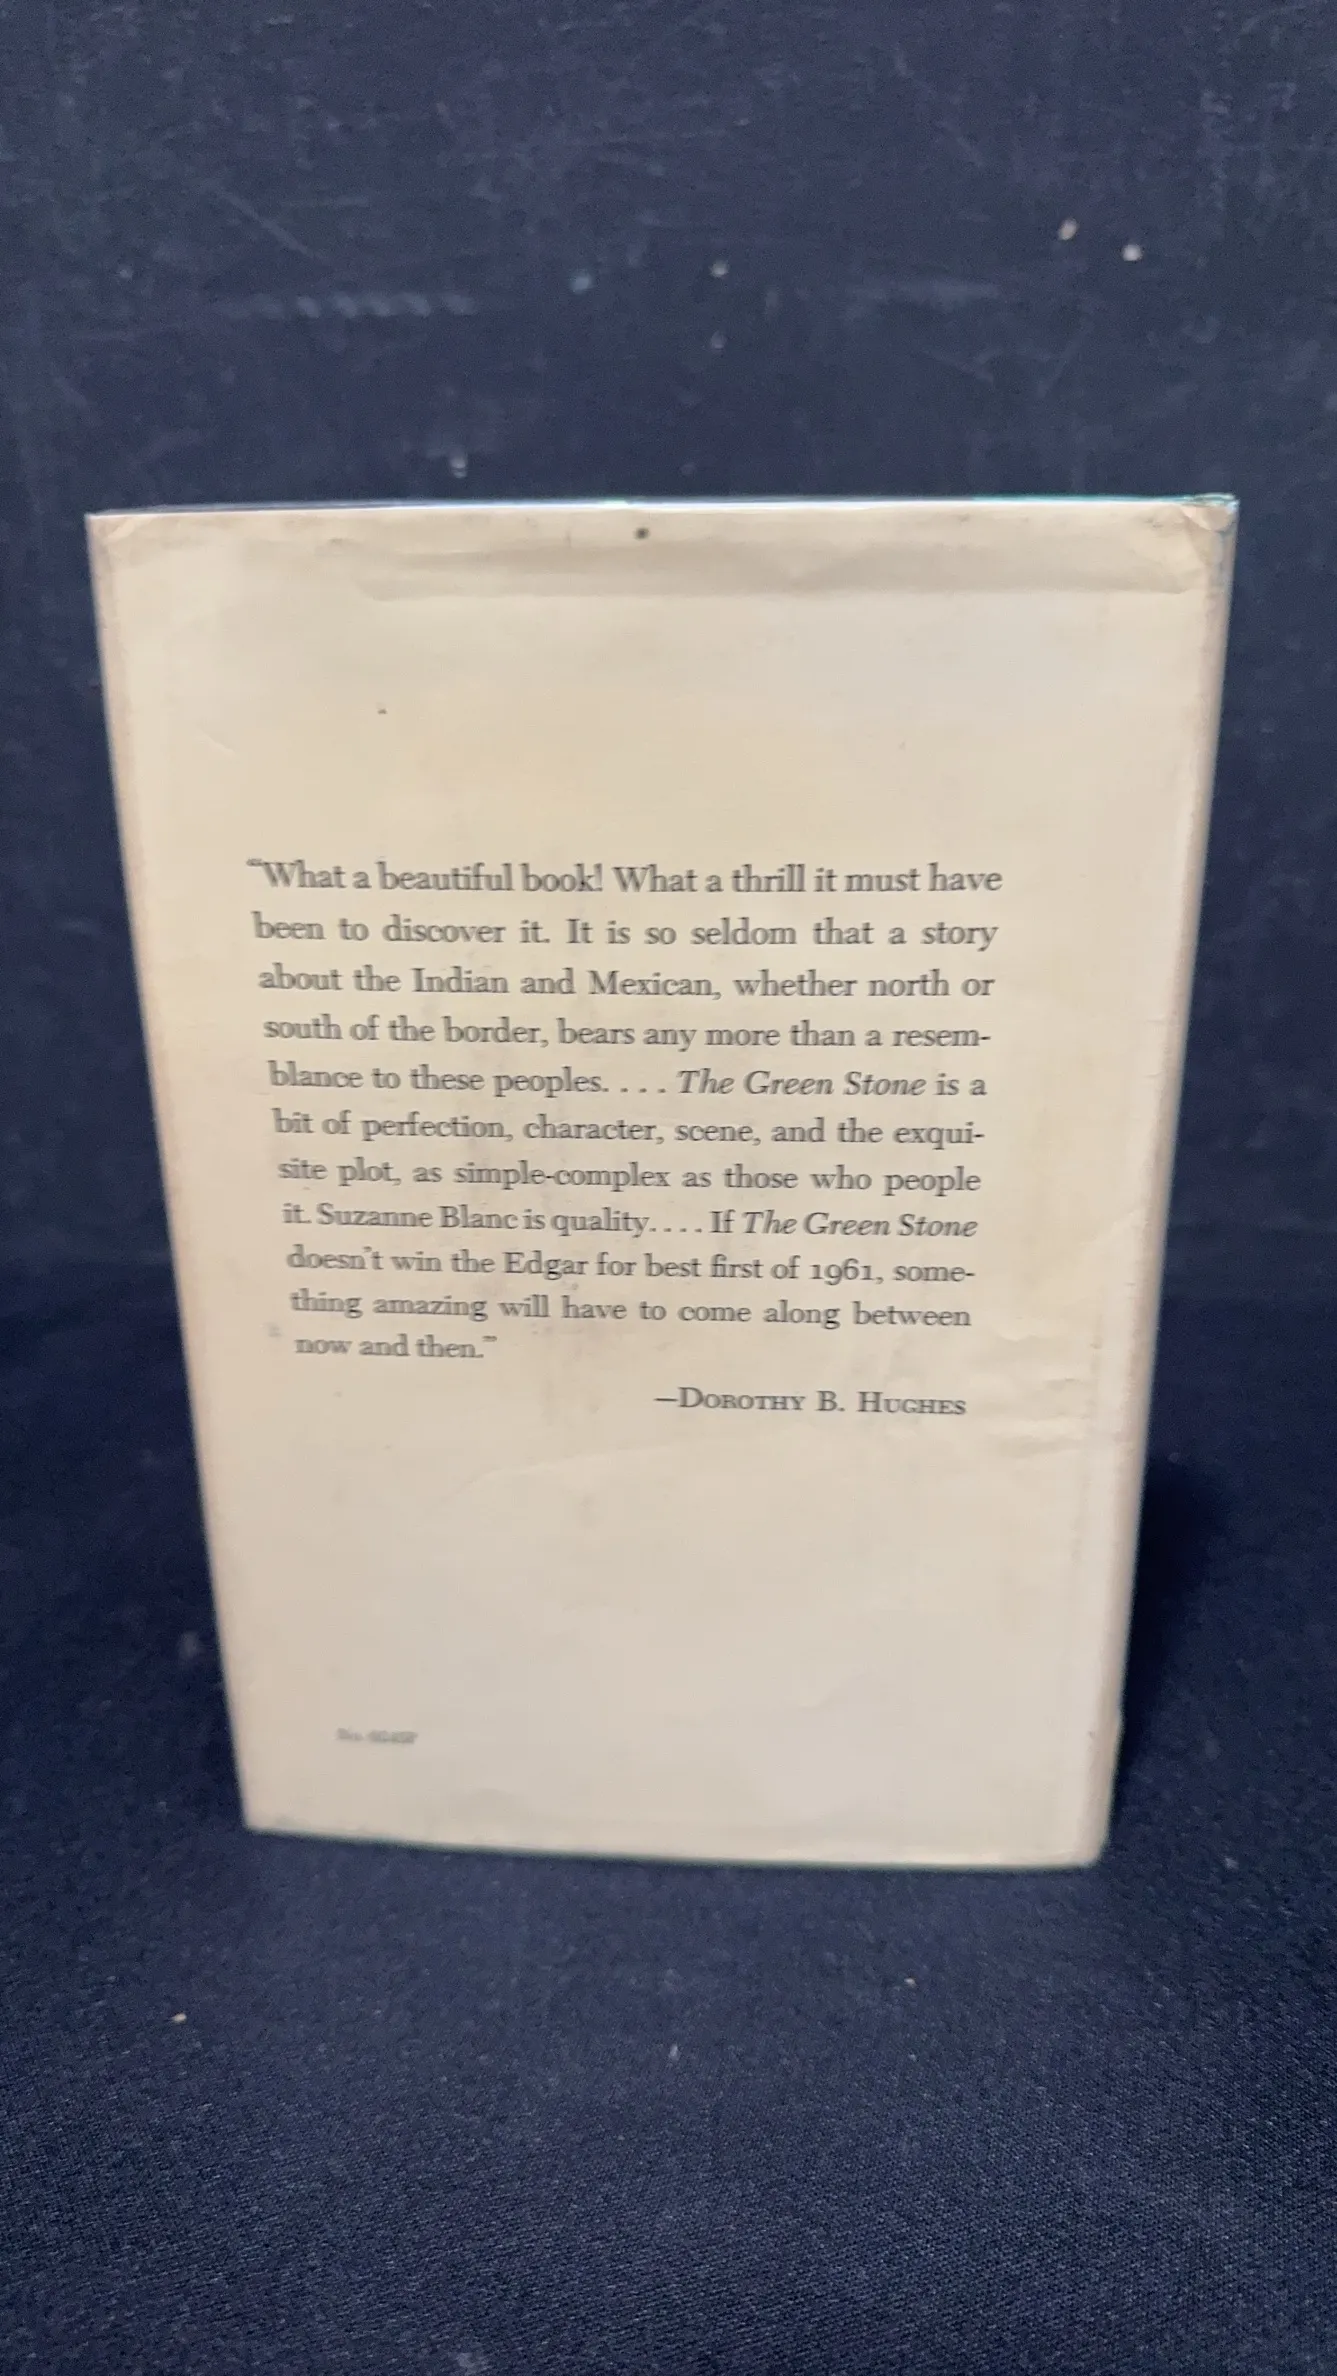 “What a beautiful book! What a thrill it must have
been to discover it. It is so seldom that a story
about the Indian and Mexican, whether north or
south of the border, bears any more than a resem-
blance to these peoples. . . . The Green Stone is a
bit of perfection, character, scene, and the exqui-
site plot, as simple-complex as those who people
it. Suzanne Blanc is quality. . . . If The Green Stone
doesn't win the Edgar for best first of 1961, some-
thing amazing will have to come along between
now and then.”
—DOROTHY B. HUGHES
No.